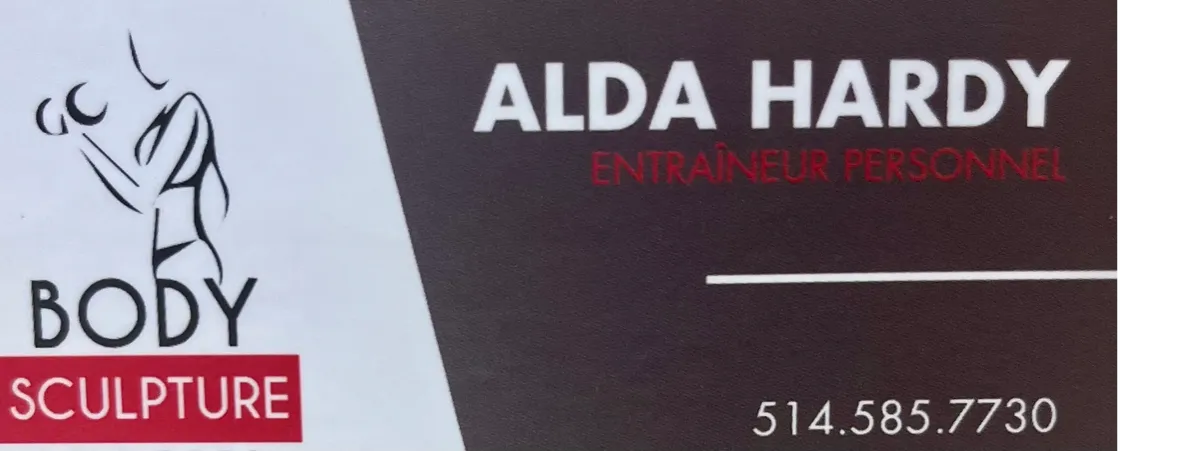 ALDA HARDY
ENTRAÎNEUR PERSONNEL
BODY
SCULPTURE
514.585.7730